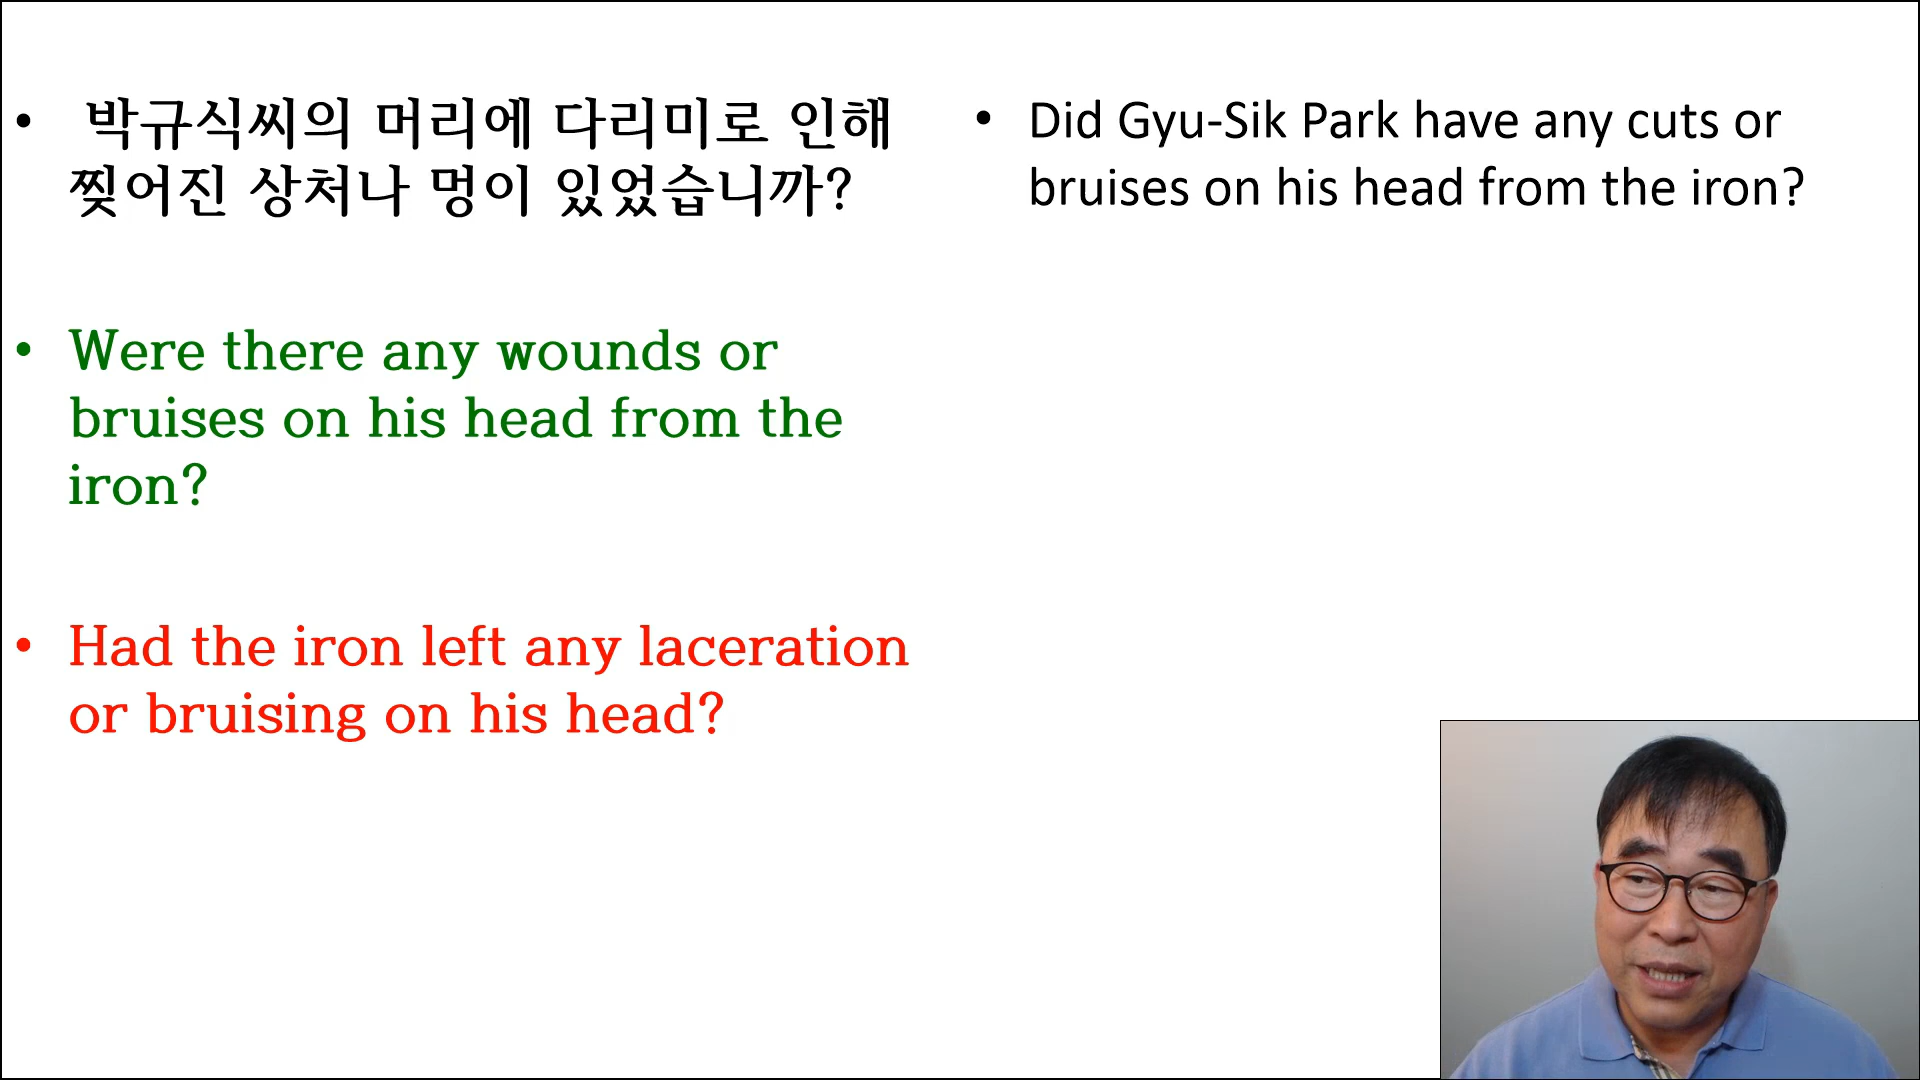 • 박규식씨의 머리에 다리미로 인해
찢어진 상처나 멍이 있었습니까?
• Were there any wounds or
bruises on his head from the
iron?
• Had the iron left any laceration
or bruising on his head?
• Did Gyu-Sik Park have any cuts or
bruises on his head from the iron?